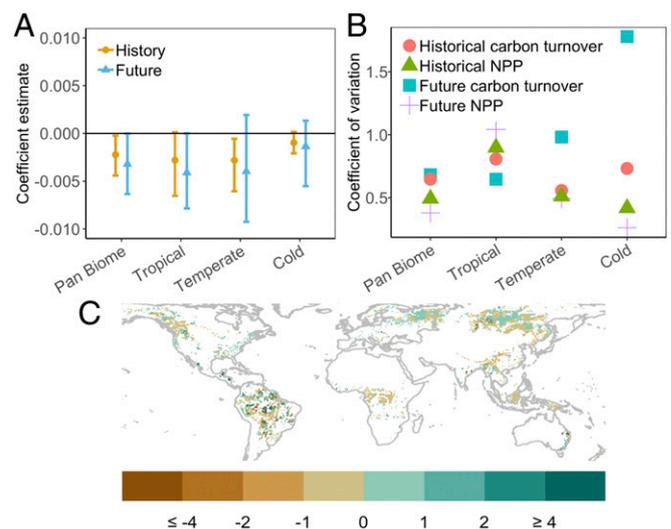 A
0.010
0.005
0.000
-0.005
-0.010
Coefficient estimate
History
Future
Pan Biome
Tropical
Temperate
Cold
B
1.5
1.0
0.5
Coefficient of variation
Historical carbon turnover
Historical NPP
Future carbon turnover
Future NPP
Pan Biome
Tropical
Temperate
Cold
C
≤ -4 -2 -1 0 1 2 ≥ 4